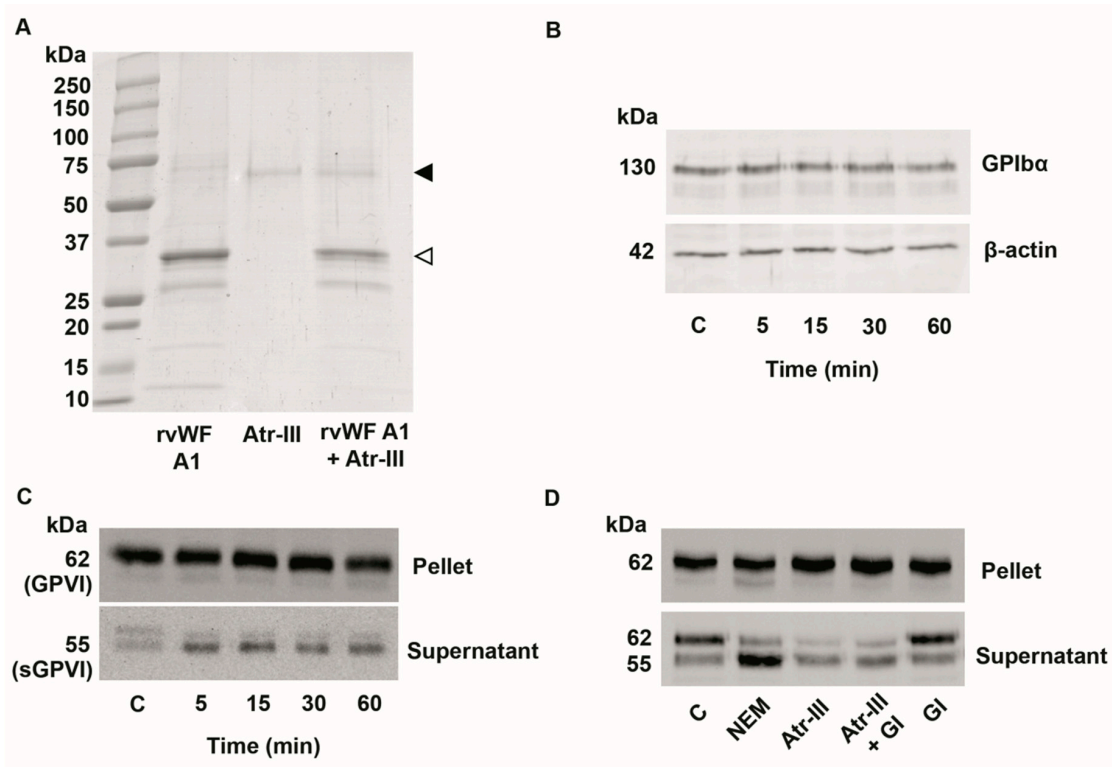 A
kDa
250
150
100
75
50
37
25
20
15
10
rvWF
A1
Atr-III
rvWF A1
+ Atr-III
B
kDa
130
GPIbα
42
β-actin
C 5 15 30 60
Time (min)
C
kDa
62
(GPVI)
Pellet
55
(sGPVI)
Supernatant
C 5 15 30 60
Time (min)
D
kDa
62
Pellet
62
55
Supernatant
C
NEM
Atr-III
Atr-III
+ GI
GI